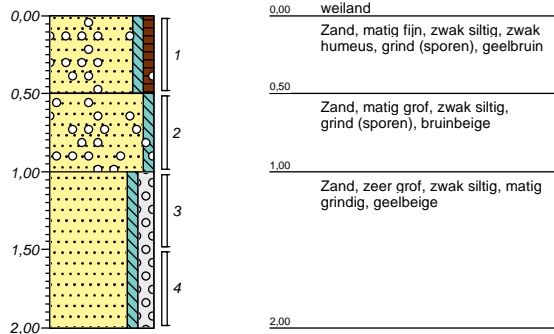 0,00
0,50
1,00
1,50
2,00
1
2
3
4
0,00 weiland
Zand, matig fijn, zwak siltig, zwak
humeus, grind (sporen), geelbruin
0,50
Zand, matig grof, zwak siltig,
grind (sporen), bruinbeige
1,00
Zand, zeer grof, zwak siltig, matig
grindig, geelbeige
2,00